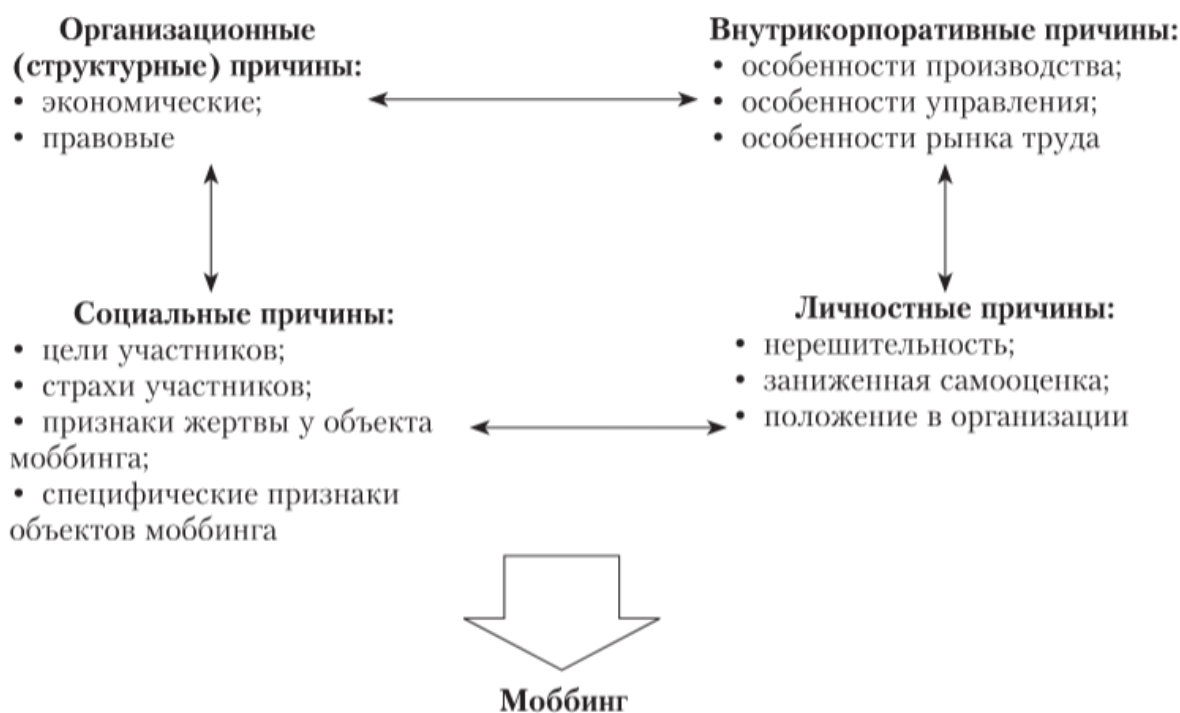 Организационные
(структурные) причины:
• экономические;
• правовые
Внутрикорпоративные причины:
• особенности производства;
• особенности управления;
• особенности рынка труда
Социальные причины:
• цели участников;
• страхи участников;
• признаки жертвы у объекта
моббинга;
• специфические признаки
объектов моббинга
Личностные причины:
• нерешительность;
• заниженная самооценка;
• положение в организации
Моббинг